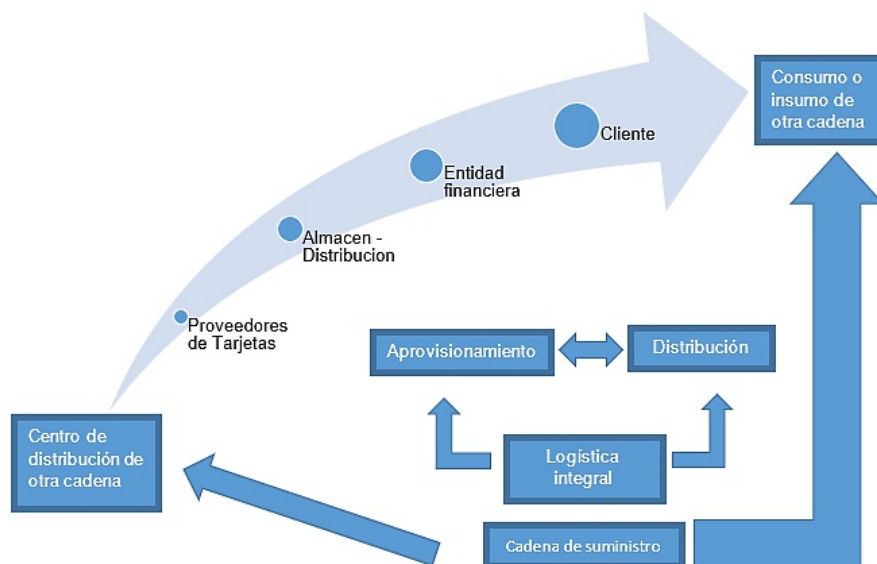 Consumo o
insumo de
otra cadena
Cliente
Entidad
financiera
Almacen -
Distribucion
Proveedores
de Tarjetas
Aprovisionamiento
Distribución
Centro de
distribución de
otra cadena
Logística
integral
Cadena de suministro